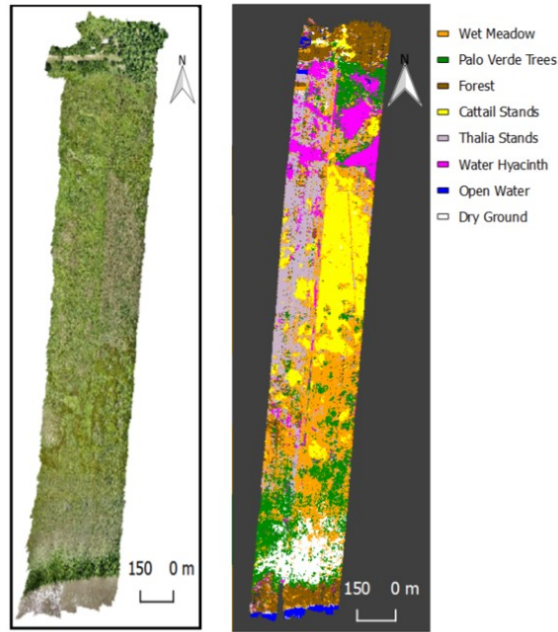 N
150 0 m
N
150 0 m
Wet Meadow
Palo Verde Trees
Forest
Cattail Stands
Thalia Stands
Water Hyacinth
Open Water
Dry Ground